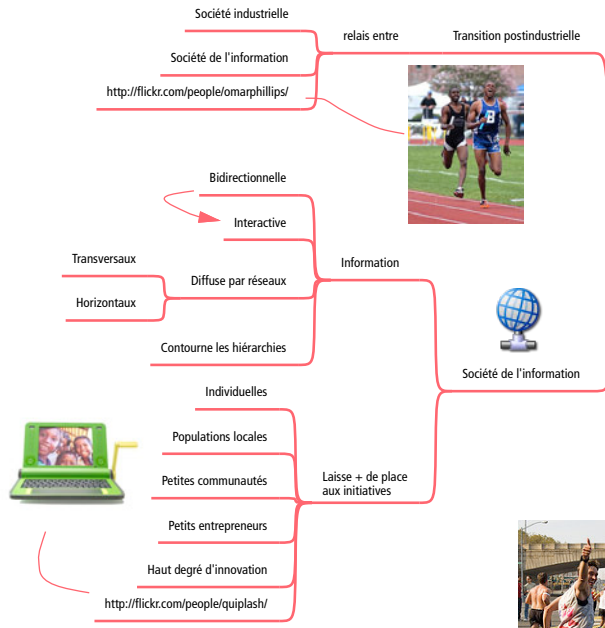 Société industrielle
relais entre
Transition postindustrielle
Société de l'information
http://flickr.com/people/omarphillips/
B
Bidirectionnelle
Interactive
Information
Transversaux
Diffuse par réseaux
Horizontaux
Contourne les hiérarchies
Société de l'information
Individuelles
Populations locales
Laisse + de place
aux initiatives
Petites communautés
Petits entrepreneurs
Haut degré d'innovation
http://flickr.com/people/quiplash/